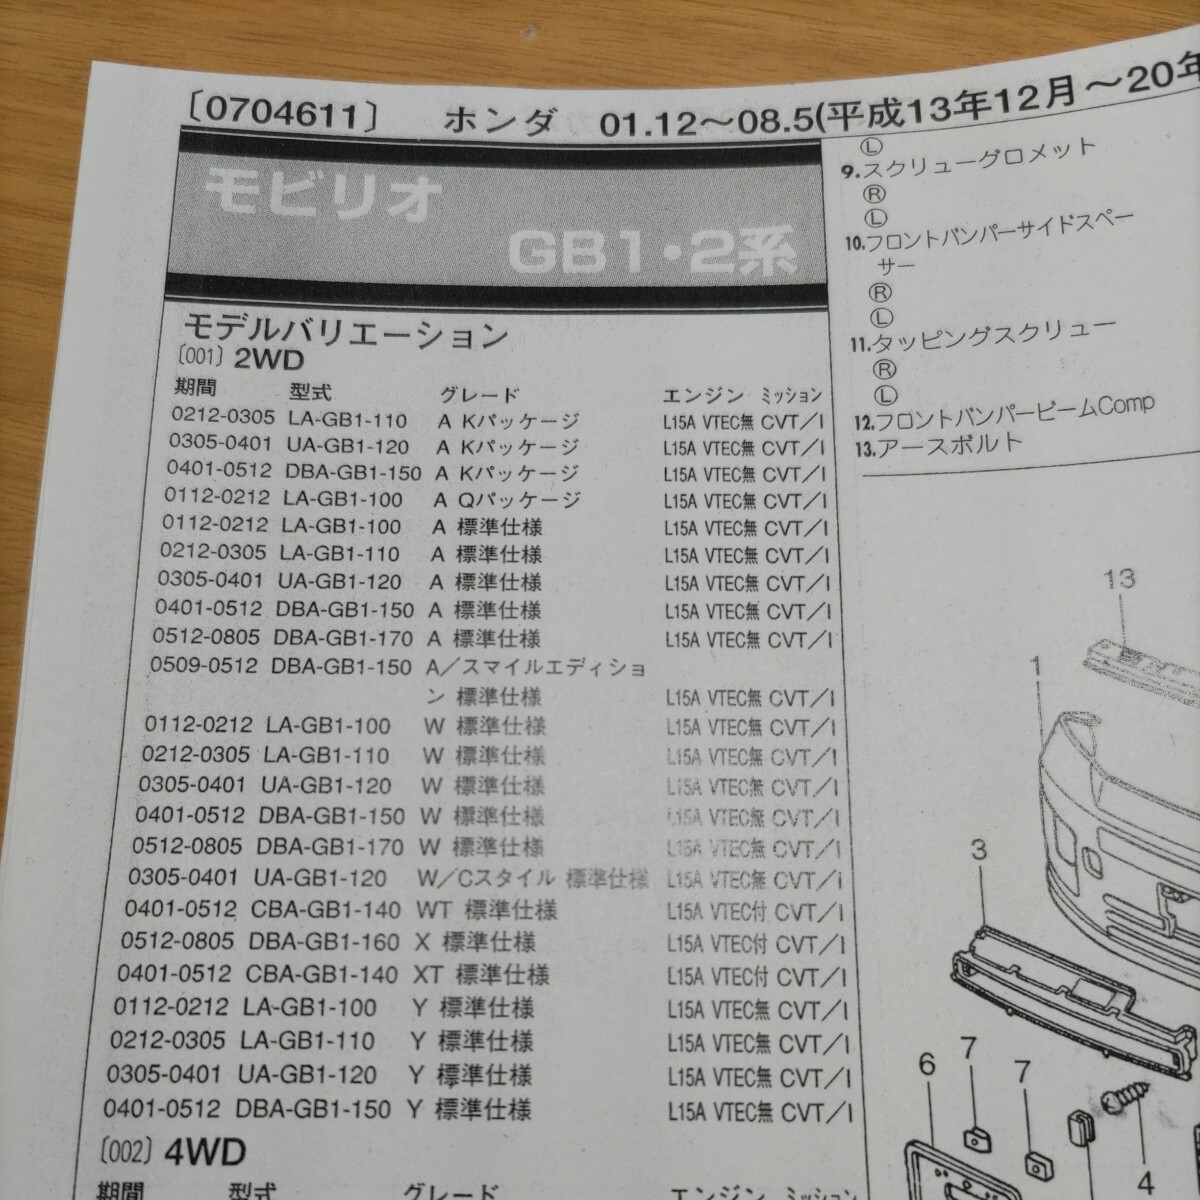 〔0704611〕 ホンダ 01.12〜08.5(平成13年12月〜20年
モビリオ
GB1・2系
モデルバリエーション
〔001〕2WD
期間 型式 グレード エンジン ミッション
0212-0305 LA-GB1-110 A Kパッケージ L15A VTEC無 CVT/I
0305-0401 UA-GB1-120 A Kパッケージ L15A VTEC無 CVT/I
0401-0512 DBA-GB1-150 A Kパッケージ L15A VTEC無 CVT/I
0112-0212 LA-GB1-100 A Qパッケージ L15A VTEC無 CVT/I
0112-0212 LA-GB1-100 A 標準仕様 L15A VTEC無 CVT/I
0212-0305 LA-GB1-110 A 標準仕様 L15A VTEC無 CVT/I
0305-0401 UA-GB1-120 A 標準仕様 L15A VTEC無 CVT/I
0401-0512 DBA-GB1-150 A 標準仕様 L15A VTEC無 CVT/I
0512-0805 DBA-GB1-170 A 標準仕様 L15A VTEC無 CVT/I
0509-0512 DBA-GB1-150 A/スマイルエディショ
ン 標準仕様 L15A VTEC無 CVT/I
0112-0212 LA-GB1-100 W 標準仕様 L15A VTEC無 CVT/I
0212-0305 LA-GB1-110 W 標準仕様 L15A VTEC無 CVT/I
0305-0401 UA-GB1-120 W 標準仕様 L15A VTEC無 CVT/I
0401-0512 DBA-GB1-150 W 標準仕様 L15A VTEC無 CVT/I
0512-0805 DBA-GB1-170 W 標準仕様 L15A VTEC無 CVT/I
0305-0401 UA-GB1-120 W/Cスタイル 標準仕様 L15A VTEC無 CVT/I
0401-0512 CBA-GB1-140 WT 標準仕様 L15A VTEC付 CVT/I
0512-0805 DBA-GB1-160 X 標準仕様 L15A VTEC付 CVT/I
0401-0512 CBA-GB1-140 XT 標準仕様 L15A VTEC付 CVT/I
0112-0212 LA-GB1-100 Y 標準仕様 L15A VTEC無 CVT/I
0212-0305 LA-GB1-110 Y 標準仕様 L15A VTEC無 CVT/I
0305-0401 UA-GB1-120 Y 標準仕様 L15A VTEC無 CVT/I
0401-0512 DBA-GB1-150 Y 標準仕様 L15A VTEC無 CVT/I
〔002〕4WD
期間 型式 グレード エンジン ミッション
Ⓛ
9.スクリューグロメット
Ⓡ
Ⓛ
10.フロントバンパーサイドスペー
サー
Ⓡ
Ⓛ
11.タッピングスクリュー
Ⓡ
Ⓛ
12.フロントバンパービームComp
13.アースボルト
13
1
3
6
7
7
4